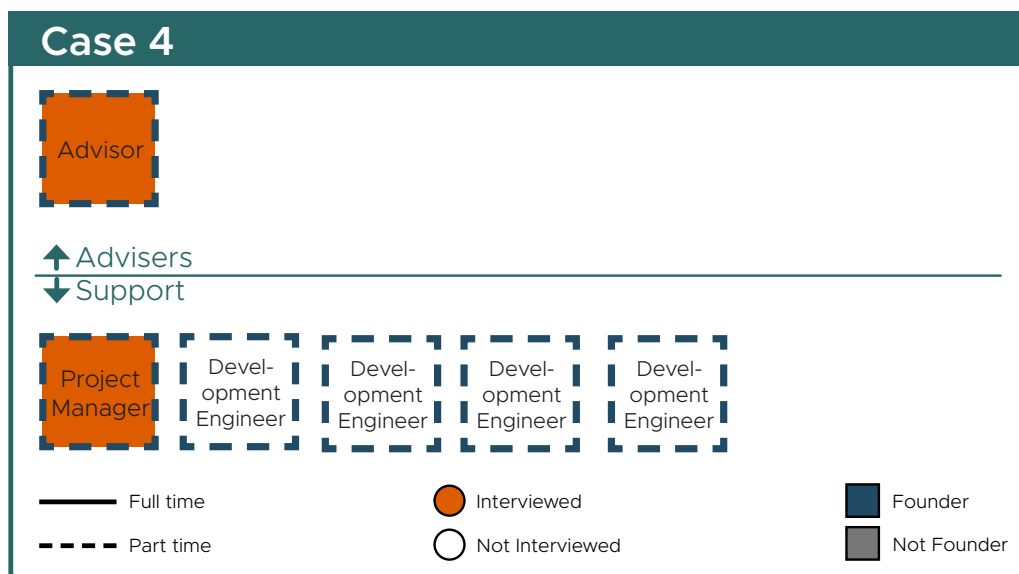 Case 4
Advisor
Advisers
Support
Project
Manager
Devel-
opment
Engineer
Devel-
opment
Engineer
Devel-
opment
Engineer
Devel-
opment
Engineer
Full time
Interviewed
Founder
Part time
Not Interviewed
Not Founder